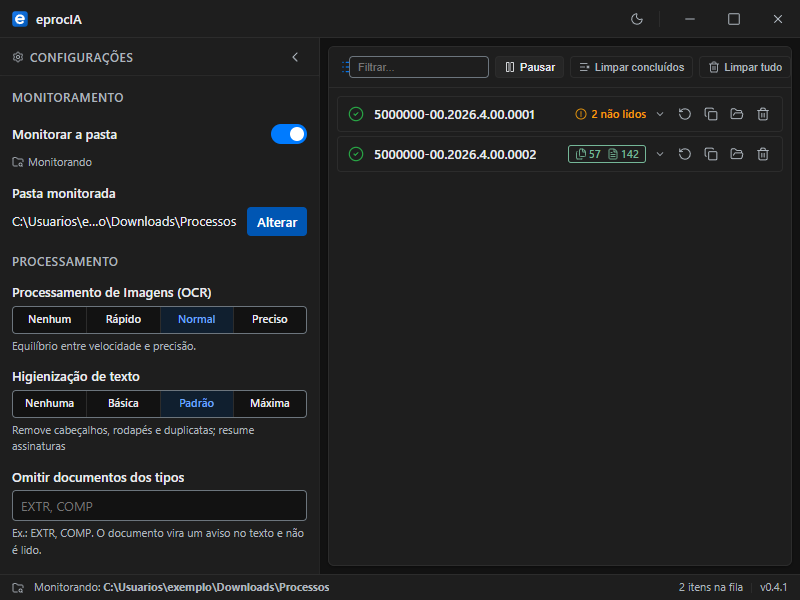 eprocIA
CONFIGURAÇÕES
MONITORAMENTO
Monitorar a pasta
Monitorando
Pasta monitorada
C:\Usuarios\e...o\Downloads\Processos
Alterar
PROCESSAMENTO
Processamento de Imagens (OCR)
Nenhum Rápido Normal Preciso
Equilíbrio entre velocidade e precisão.
Higienização de texto
Nenhuma Básica Padrão Máxima
Remove cabeçalhos, rodapés e duplicatas; resume
assinaturas
Omitir documentos dos tipos
EXTR, COMP
Ex.: EXTR, COMP. O documento vira um aviso no texto e não
é lido.
Filtrar... Pausar Limpar concluídos Limpar tudo
5000000-00.2026.4.00.0001 2 não lidos
5000000-00.2026.4.00.0002 57 142
Monitorando: C:\Usuarios\exemplo\Downloads\Processos 2 itens na fila v0.4.1